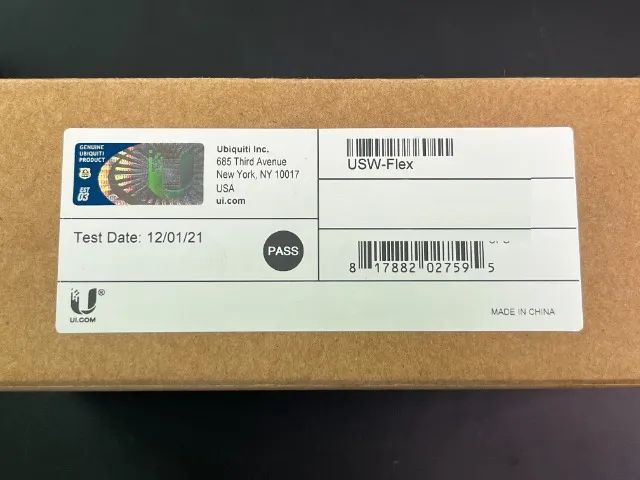 GENUINE
UBIQUITI
PRODUCT
EST
03
U
Ubiquiti Inc.
685 Third Avenue
New York, NY 10017
USA
ui.com
USW-Flex
Test Date: 12/01/21
PASS
8 17882 02759 5
U®
UI.COM
MADE IN CHINA